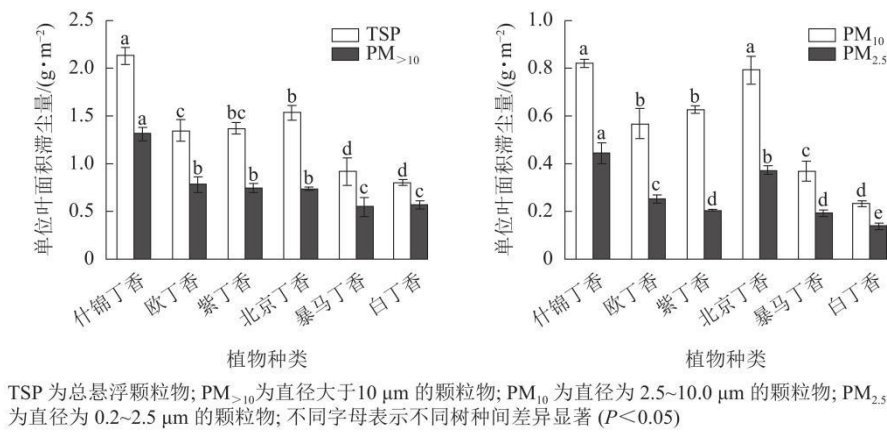 单位叶面积滞尘量/(g·m⁻²)
2.5
2.0
1.5
1.0
0.5
0
TSP
PM>10
a
a
c
b
bc
b
b
b
d
c
d
c
什锦丁香
欧丁香
紫丁香
北京丁香
暴马丁香
白丁香
植物种类
单位叶面积滞尘量/(g·m⁻²)
1.0
0.8
0.6
0.4
0.2
0
PM10
PM2.5
a
a
b
c
b
d
a
b
c
d
d
e
什锦丁香
欧丁香
紫丁香
北京丁香
暴马丁香
白丁香
植物种类
TSP 为总悬浮颗粒物; PM>10为直径大于10 μm 的颗粒物; PM10 为直径为 2.5~10.0 μm 的颗粒物; PM2.5
为直径为 0.2~2.5 μm 的颗粒物; 不同字母表示不同树种间差异显著 (P<0.05)